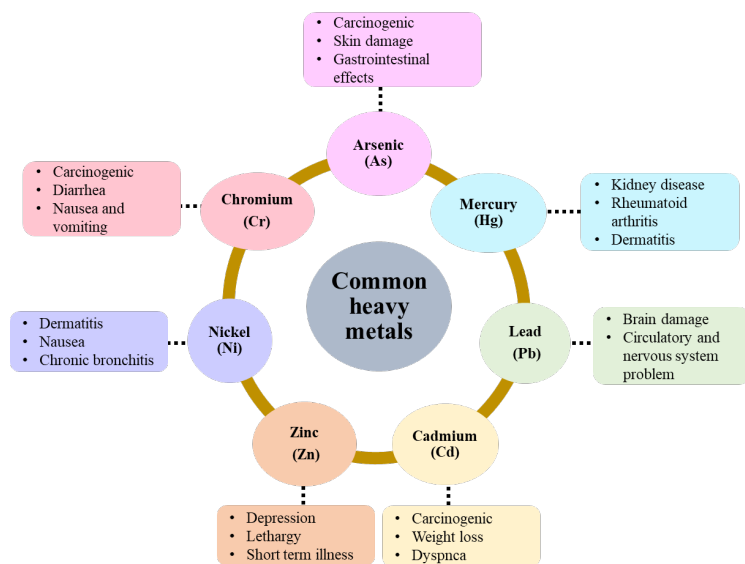 • Carcinogenic
• Skin damage
• Gastrointestinal
effects
Arsenic
(As)
• Carcinogenic
• Diarrhea
• Nausea and
vomiting
Chromium
(Cr)
Mercury
(Hg)
• Kidney disease
• Rheumatoid
arthritis
• Dermatitis
Common
heavy
metals
• Dermatitis
• Nausea
• Chronic bronchitis
Nickel
(Ni)
Lead
(Pb)
• Brain damage
• Circulatory and
nervous system
problem
Zinc
(Zn)
Cadmium
(Cd)
• Depression
• Lethargy
• Short term illness
• Carcinogenic
• Weight loss
• Dyspnca